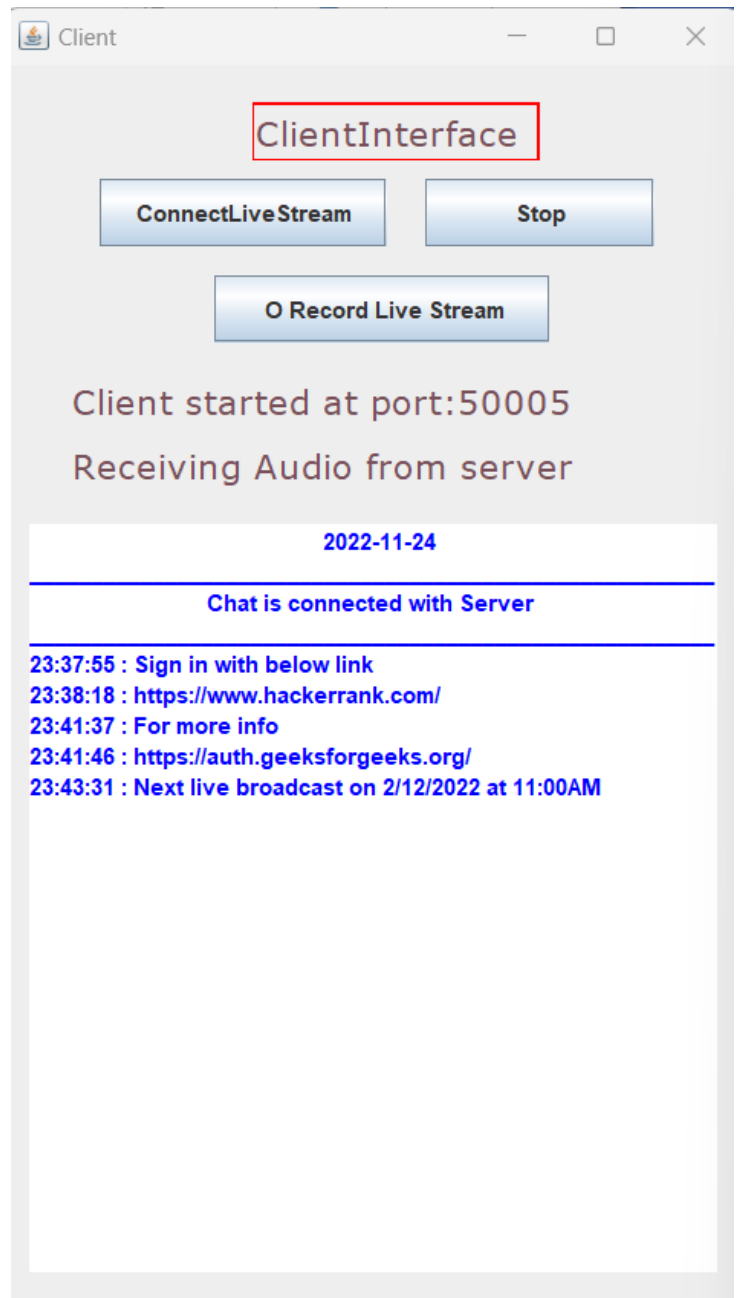 Client
ClientInterface
ConnectLiveStream Stop
O Record Live Stream
Client started at port:50005
Receiving Audio from server
2022-11-24
Chat is connected with Server
23:37:55 : Sign in with below link
23:38:18 : https://www.hackerrank.com/
23:41:37 : For more info
23:41:46 : https://auth.geeksforgeeks.org/
23:43:31 : Next live broadcast on 2/12/2022 at 11:00AM